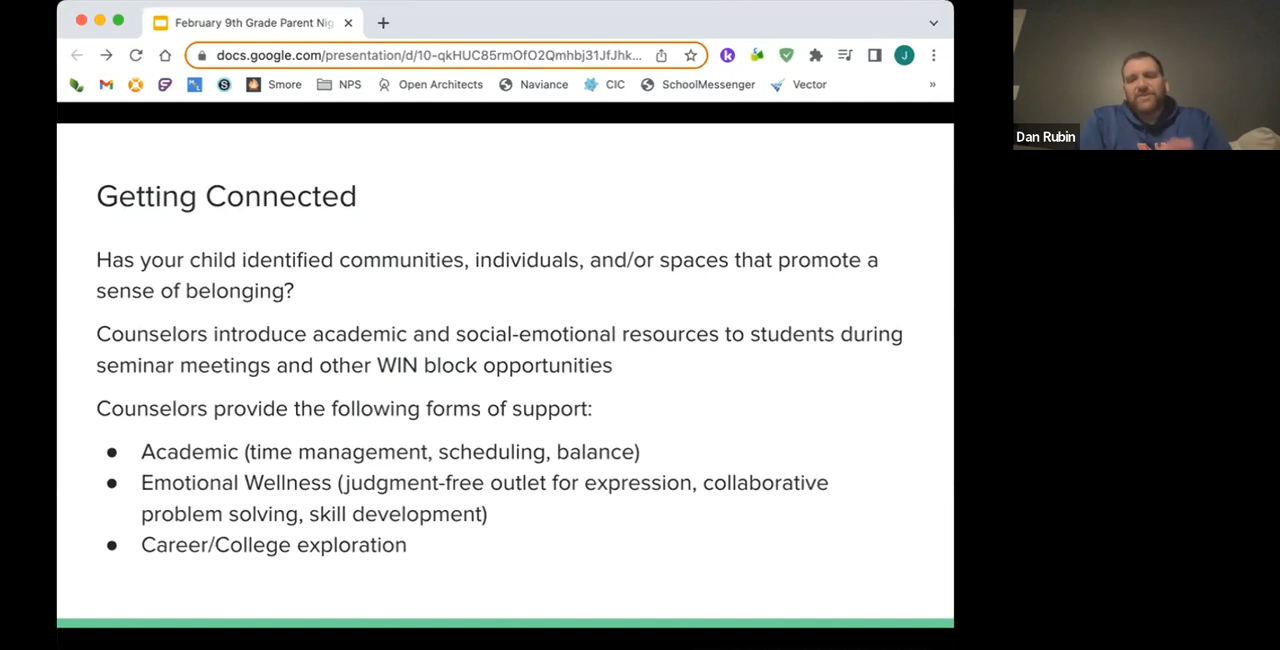 February 9th Grade Parent Nig
docs.google.com/presentation/d/10-qkHUC85rmOfO2Qmhbj31JfJhk...
J
Smore
NPS
Open Architects
Naviance
CIC
SchoolMessenger
Vector
»
Dan Rubin
Getting Connected
Has your child identified communities, individuals, and/or spaces that promote a
sense of belonging?
Counselors introduce academic and social-emotional resources to students during
seminar meetings and other WIN block opportunities
Counselors provide the following forms of support:
● Academic (time management, scheduling, balance)
● Emotional Wellness (judgment-free outlet for expression, collaborative
problem solving, skill development)
● Career/College exploration